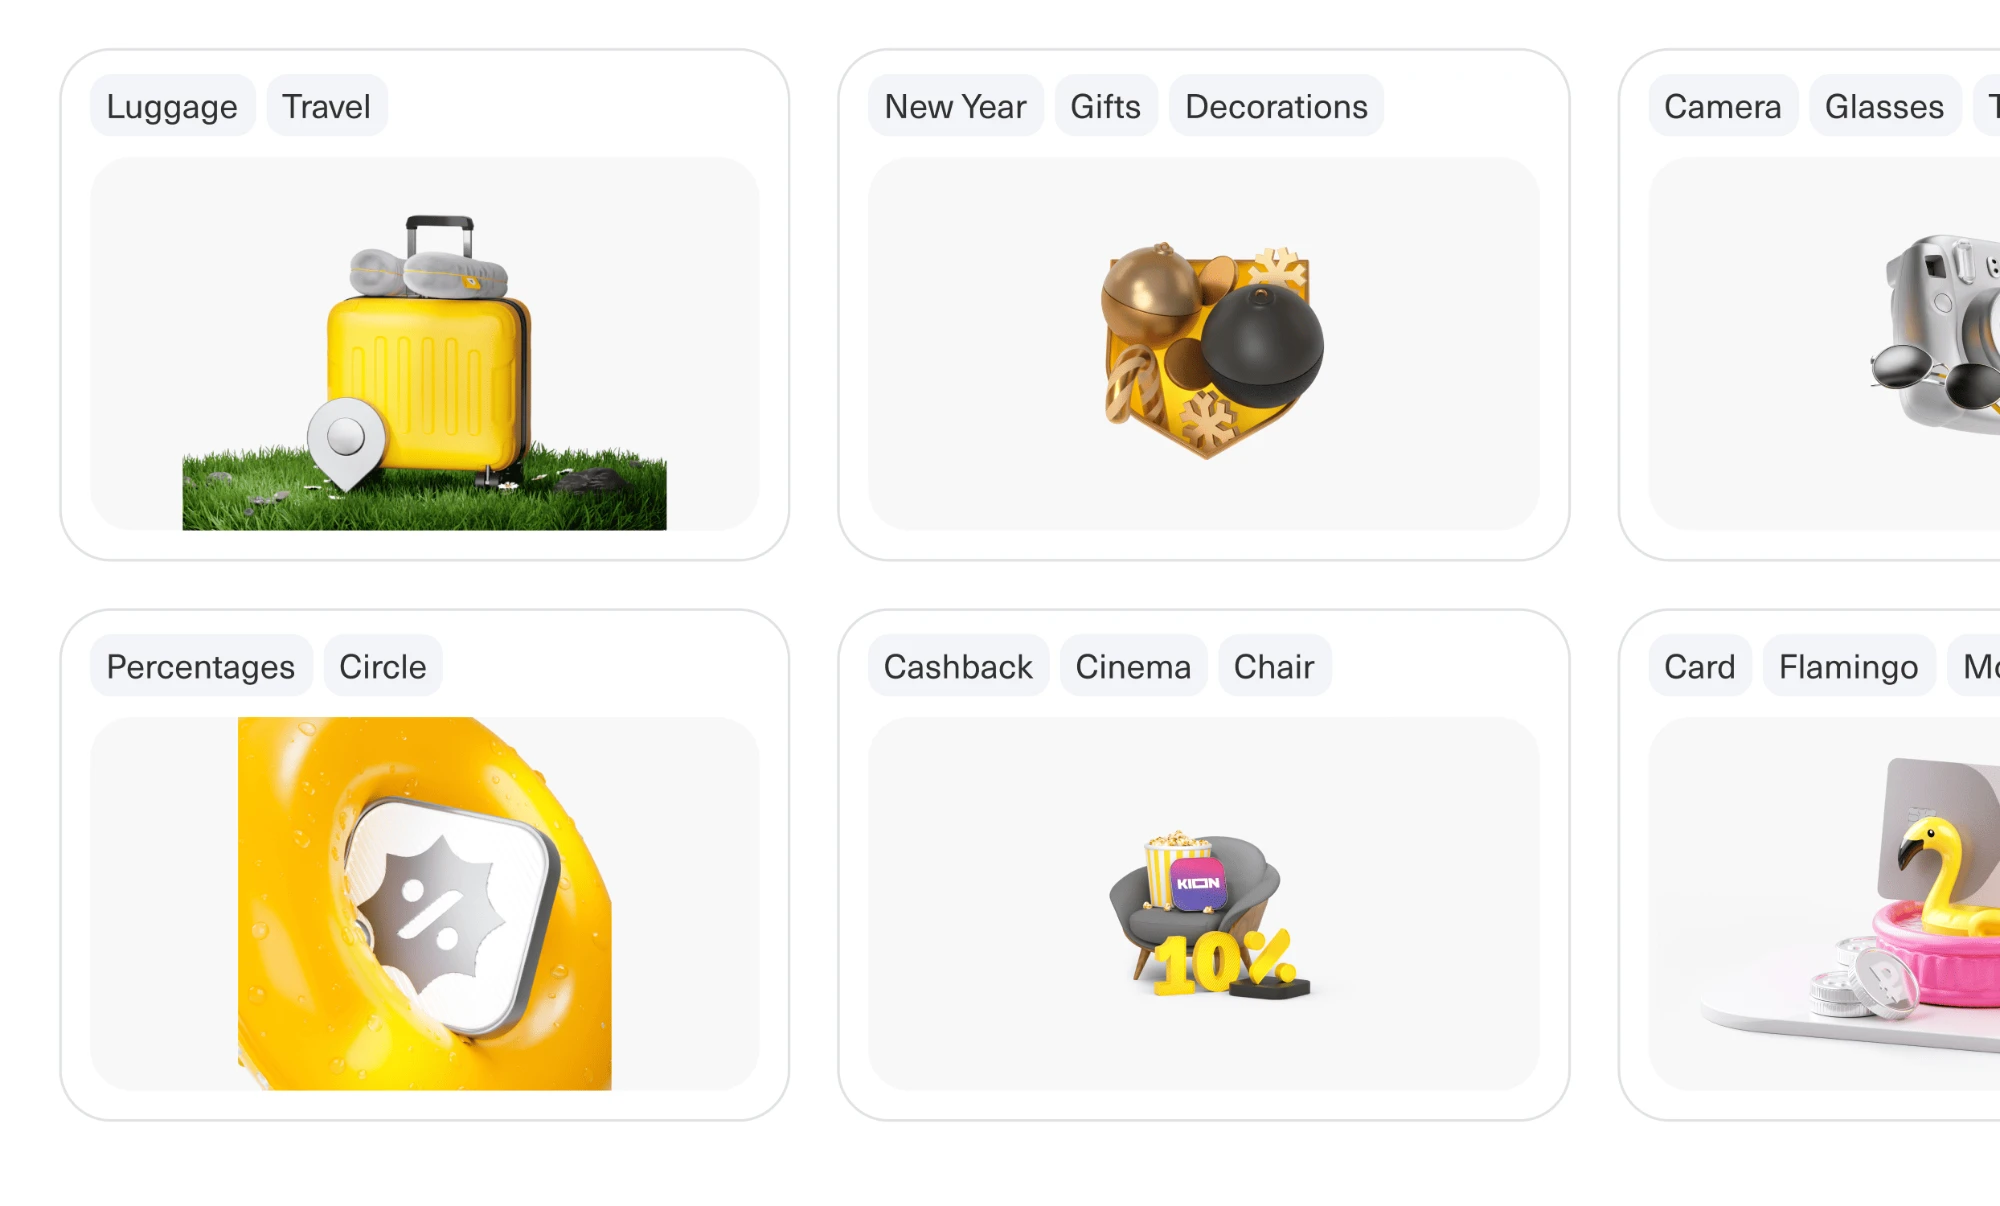 Luggage Travel
New Year Gifts Decorations
Camera Glasses
Percentages Circle
Cashback Cinema Chair
Card Flamingo
KION
10%